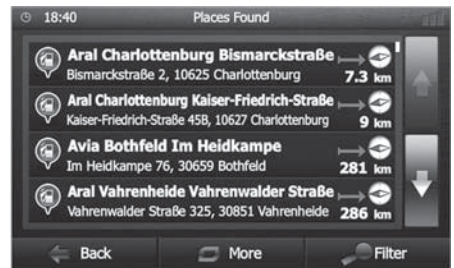 18:40 Places Found
Aral Charlottenburg Bismarckstraße
Bismarckstraße 2, 10625 Charlottenburg 7.3 km
Aral Charlottenburg Kaiser-Friedrich-Straße
Kaiser-Friedrich-Straße 45B, 10627 Charlottenburg 9 km
Avia Bothfeld Im Heidkampe
Im Heidkampe 76, 30659 Bothfeld 281 km
Aral Vahrenheide Vahrenwalder Straße
Vahrenwalder Straße 325, 30851 Vahrenheide 286 km
Back More Filter